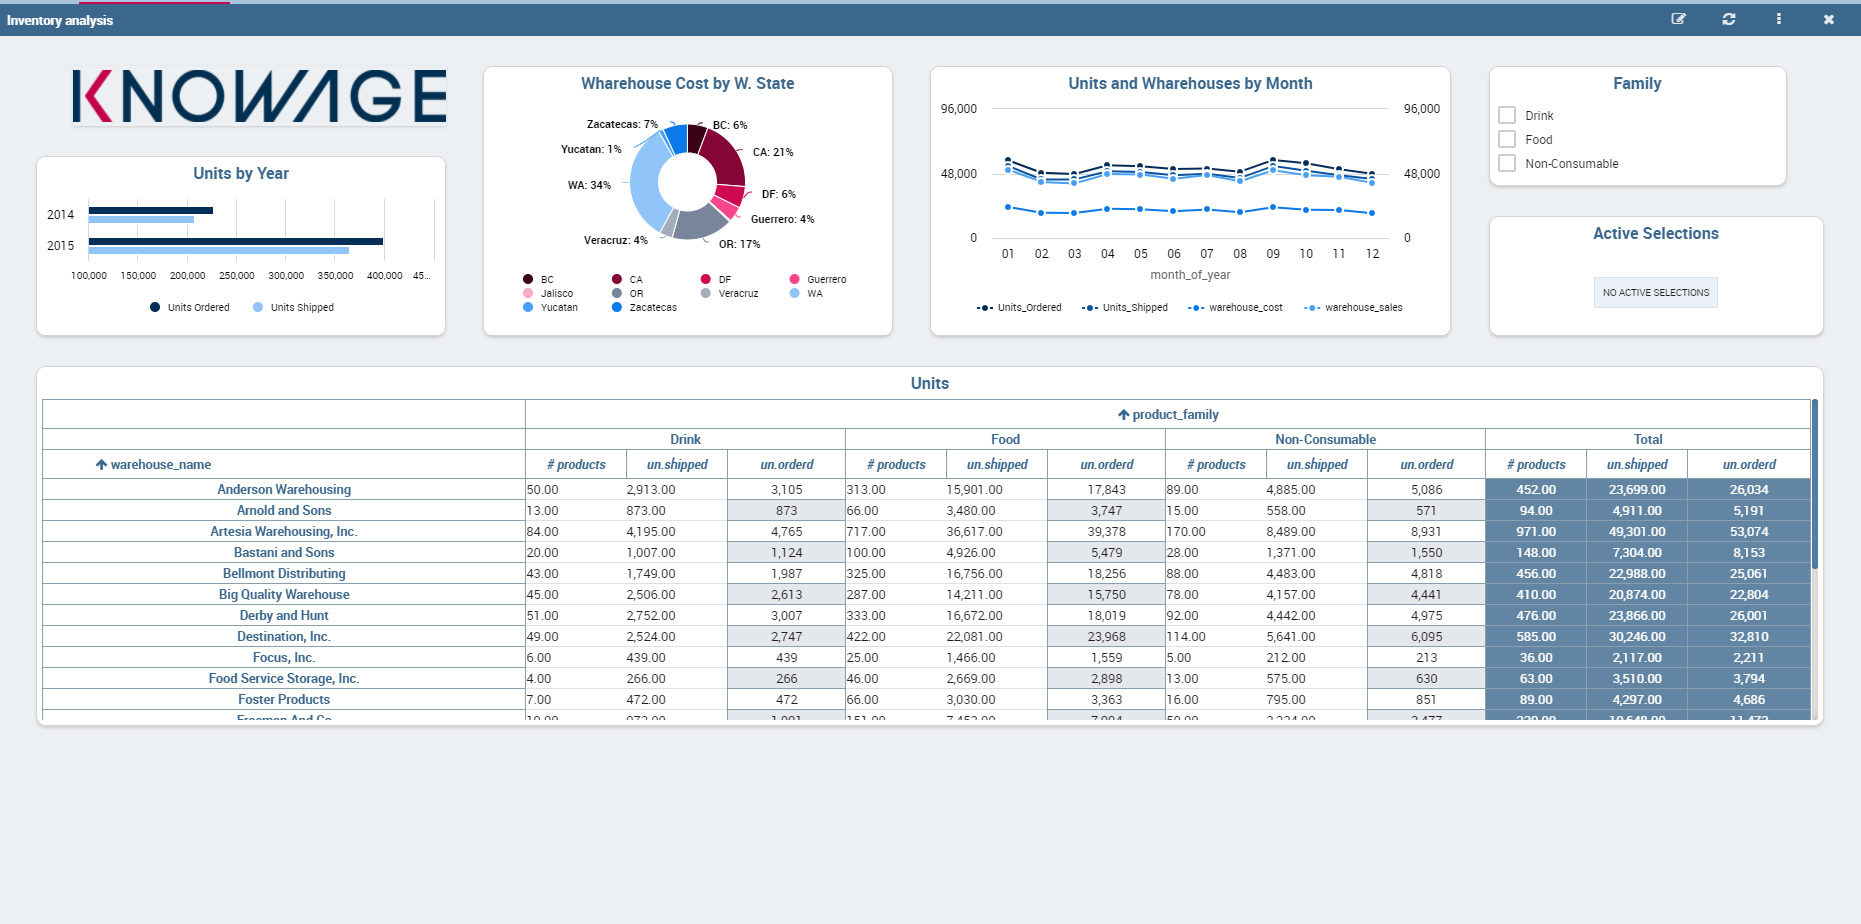 Inventory analysis
KNOWAGE
Units by Year
2014
2015
100,000 150,000 200,000 250,000 300,000 350,000 400,000 45...
Units Ordered Units Shipped
Wharehouse Cost by W. State
Zacatecas: 7% BC: 6%
Yucatan: 1% CA: 21%
WA: 34% DF: 6%
Guerrero: 4%
Veracruz: 4% OR: 17%
BC CA DF Guerrero
Jalisco OR Veracruz WA
Yucatan Zacatecas
Units and Wharehouses by Month
96,000 96,000
48,000 48,000
0 0
01 02 03 04 05 06 07 08 09 10 11 12
month_of_year
Units_Ordered Units_Shipped warehouse_cost warehouse_sales
Family
Drink
Food
Non-Consumable
Active Selections
NO ACTIVE SELECTIONS
Units
product_family
Drink Food Non-Consumable Total
warehouse_name # products un.shipped un.orderd # products un.shipped un.orderd # products un.shipped un.orderd # products un.shipped un.orderd
Anderson Warehousing 50.00 2,913.00 3,105 313.00 15,901.00 17,843 89.00 4,885.00 5,086 452.00 23,699.00 26,034
Arnold and Sons 13.00 873.00 873 66.00 3,480.00 3,747 15.00 558.00 571 94.00 4,911.00 5,191
Artesia Warehousing, Inc. 84.00 4,195.00 4,765 717.00 36,617.00 39,378 170.00 8,489.00 8,931 971.00 49,301.00 53,074
Bastani and Sons 20.00 1,007.00 1,124 100.00 4,926.00 5,479 28.00 1,371.00 1,550 148.00 7,304.00 8,153
Bellmont Distributing 43.00 1,749.00 1,987 325.00 16,756.00 18,256 88.00 4,483.00 4,818 456.00 22,988.00 25,061
Big Quality Warehouse 45.00 2,506.00 2,613 287.00 14,211.00 15,750 78.00 4,157.00 4,441 410.00 20,874.00 22,804
Derby and Hunt 51.00 2,752.00 3,007 333.00 16,672.00 18,019 92.00 4,442.00 4,975 476.00 23,866.00 26,001
Destination, Inc. 49.00 2,524.00 2,747 422.00 22,081.00 23,968 114.00 5,641.00 6,095 585.00 30,246.00 32,810
Focus, Inc. 6.00 439.00 439 25.00 1,466.00 1,559 5.00 212.00 213 36.00 2,117.00 2,211
Food Service Storage, Inc. 4.00 266.00 266 46.00 2,669.00 2,898 13.00 575.00 630 63.00 3,510.00 3,794
Foster Products 7.00 472.00 472 66.00 3,030.00 3,363 16.00 795.00 851 89.00 4,297.00 4,686